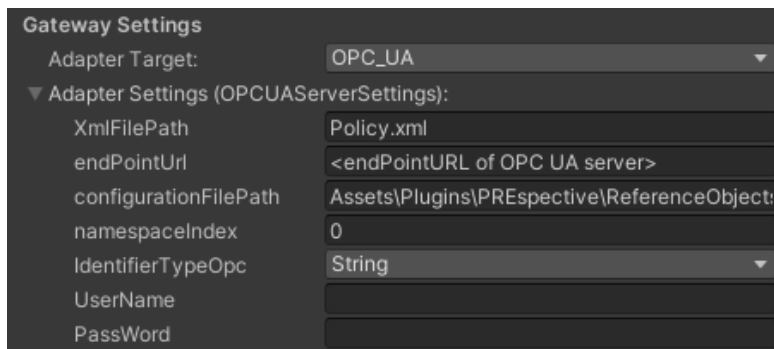 Gateway Settings
Adapter Target: OPC_UA
Adapter Settings (OPCUAServerSettings):
XmlFilePath Policy.xml
endPointUrl <endPointURL of OPC UA server>
configurationFilePath Assets\Plugins\PREspective\ReferenceObjects
namespaceIndex 0
IdentifierTypeOpc String
UserName
PassWord